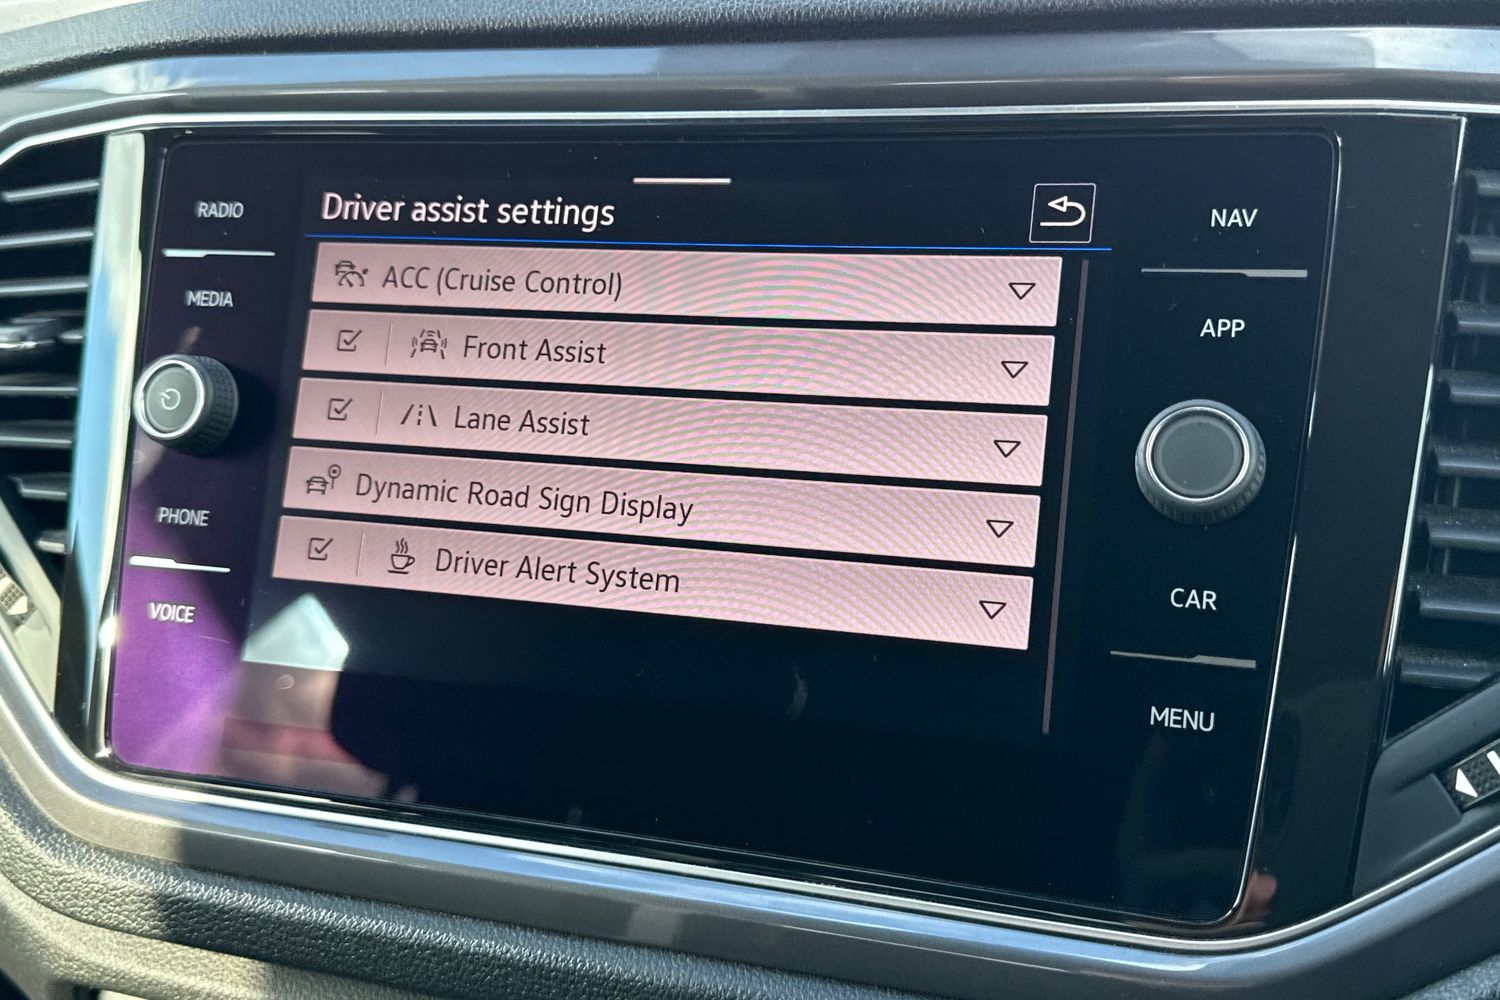 RADIO
MEDIA
PHONE
VOICE
Driver assist settings
ACC (Cruise Control)
Front Assist
Lane Assist
Dynamic Road Sign Display
Driver Alert System
NAV
APP
CAR
MENU